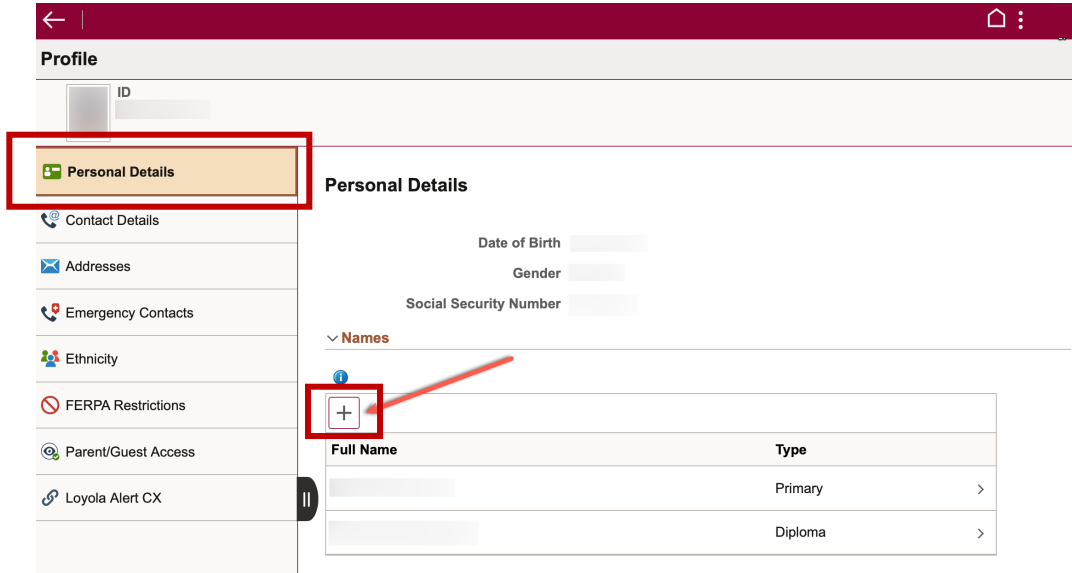 Profile
ID
Personal Details
Contact Details
Addresses
Emergency Contacts
Ethnicity
FERPA Restrictions
Parent/Guest Access
Loyola Alert CX
Personal Details
Date of Birth
Gender
Social Security Number
Names
Full Name Type
Primary
Diploma